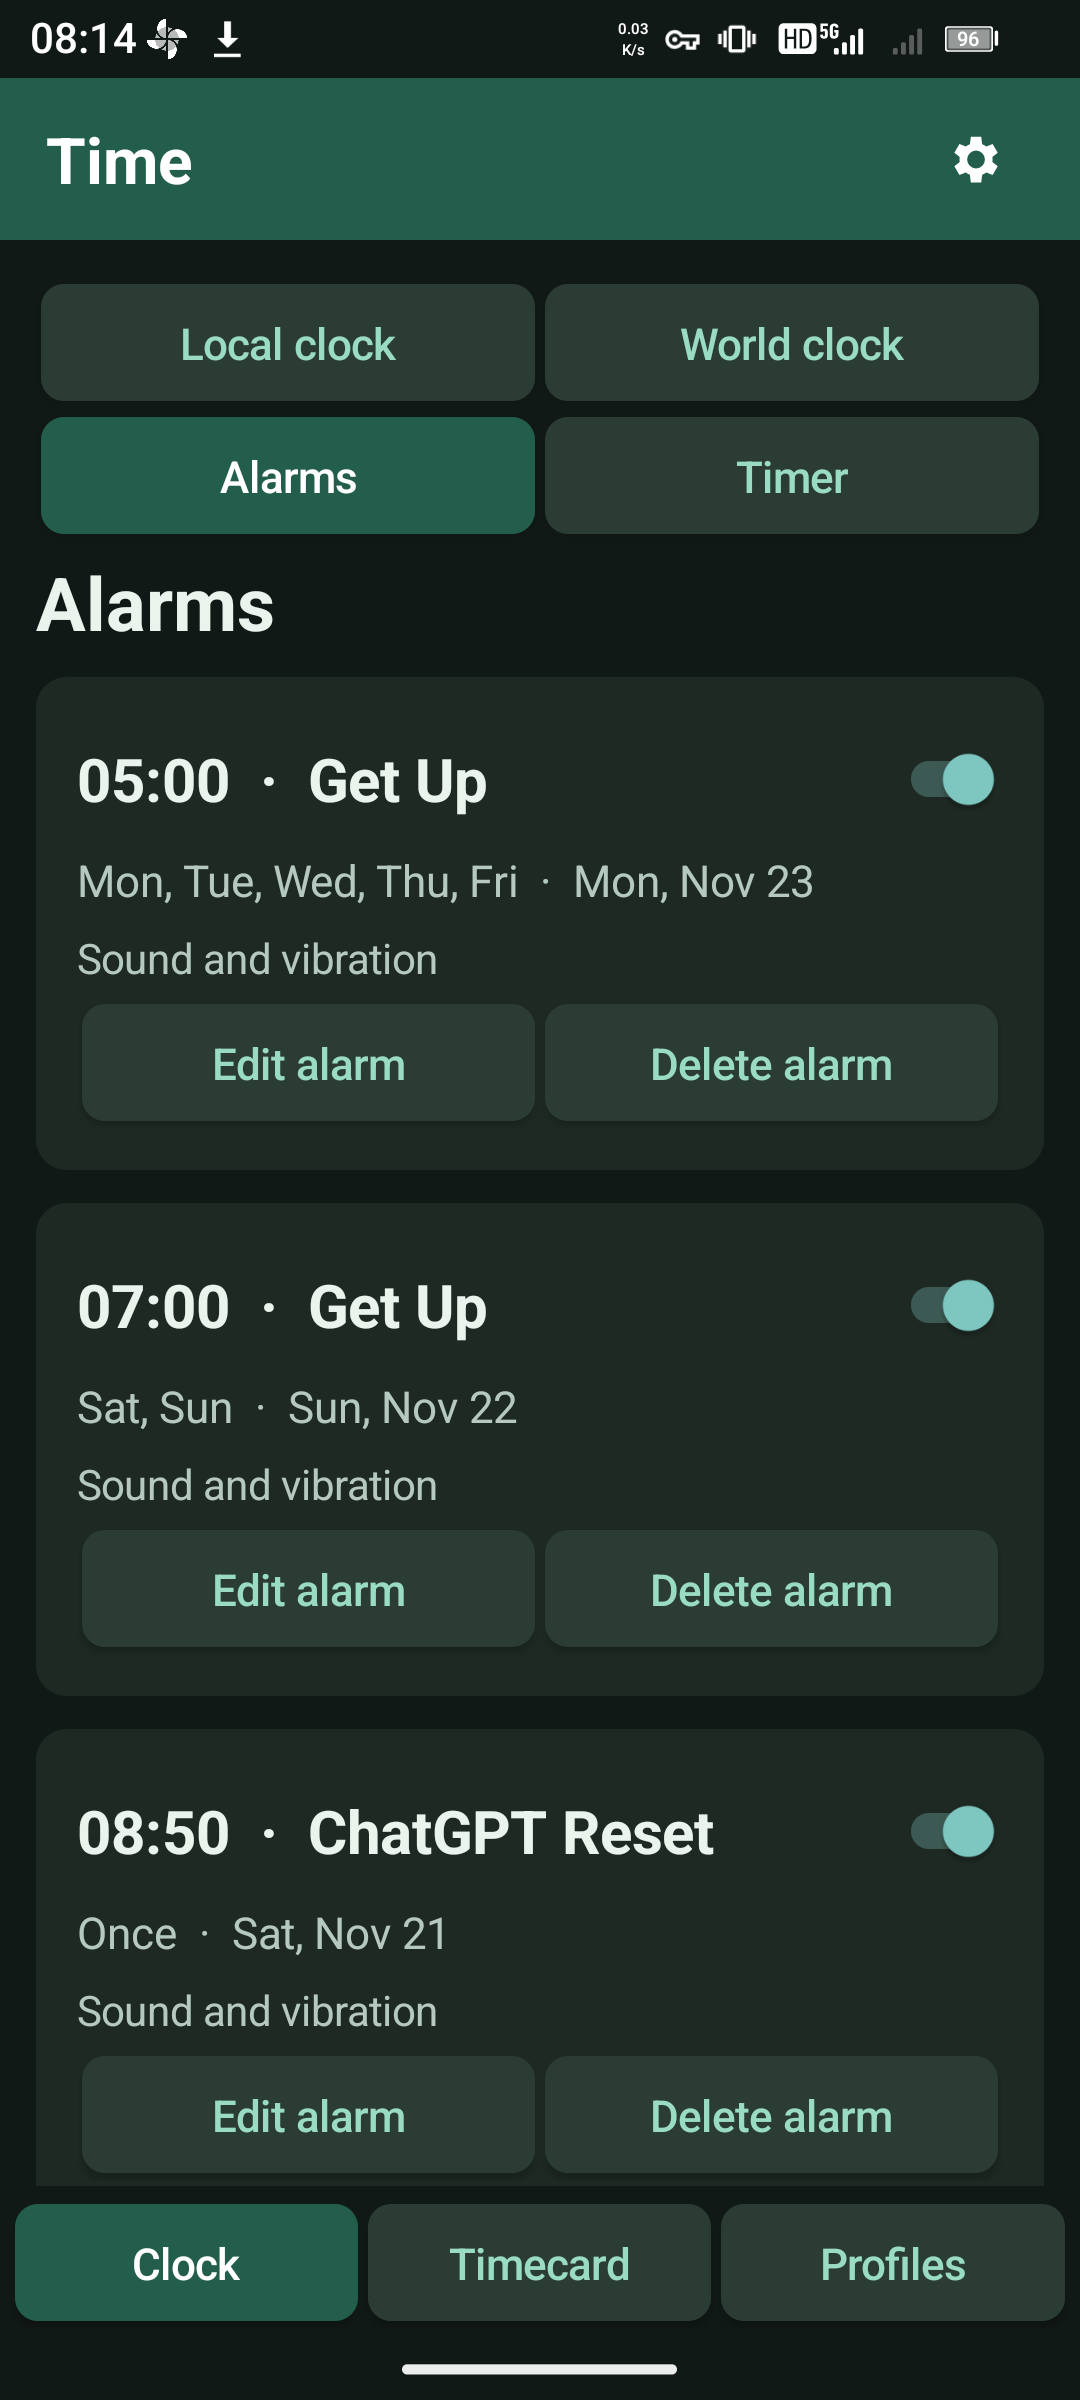 08:14
0.03 K/s HD 5G 96
Time
Local clock World clock
Alarms Timer
Alarms
05:00 · Get Up
Mon, Tue, Wed, Thu, Fri · Mon, Nov 23
Sound and vibration
Edit alarm Delete alarm
07:00 · Get Up
Sat, Sun · Sun, Nov 22
Sound and vibration
Edit alarm Delete alarm
08:50 · ChatGPT Reset
Once · Sat, Nov 21
Sound and vibration
Edit alarm Delete alarm
Clock Timecard Profiles